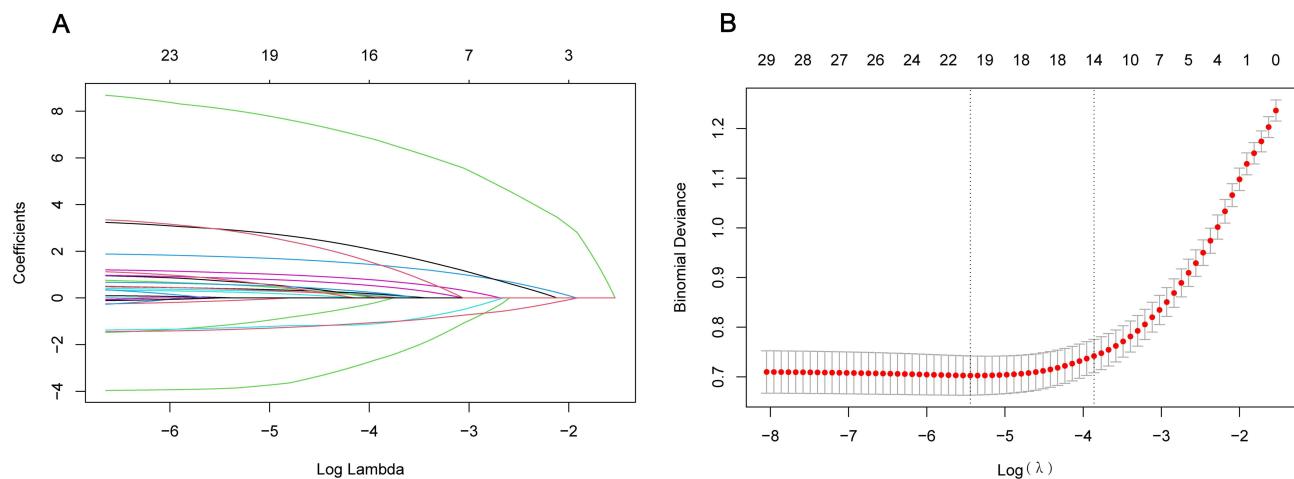 A
23 19 16 7 3
Coefficients
8
6
4
2
0
−2
−4
−6 −5 −4 −3 −2
Log Lambda
B
29 28 27 26 24 22 19 18 18 14 10 7 5 4 1 0
Binomial Deviance
1.2
1.1
1.0
0.9
0.8
0.7
−8 −7 −6 −5 −4 −3 −2
Log(λ)